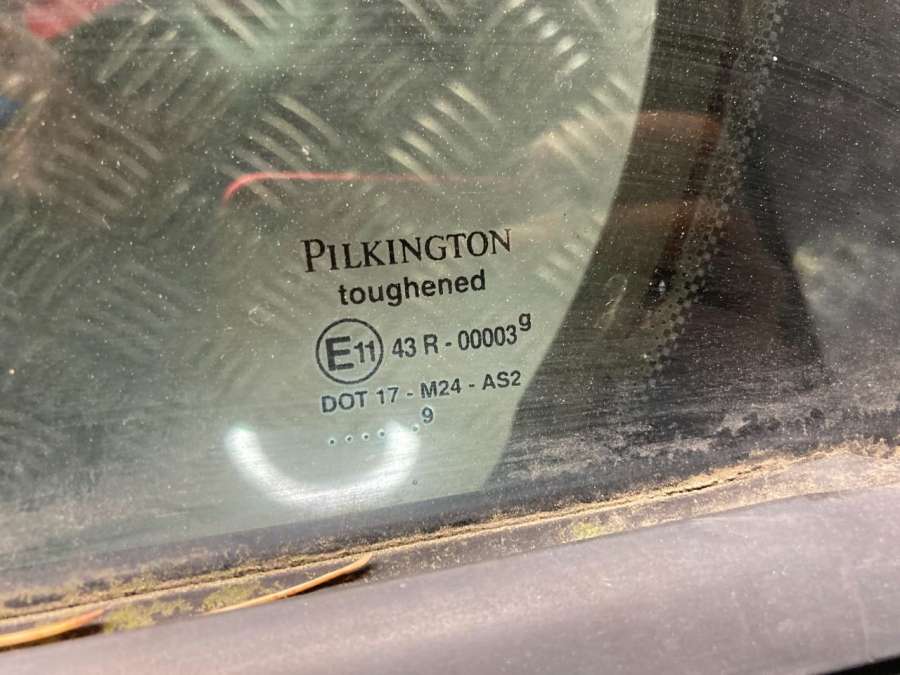 PILKINGTON
toughened
E11 43 R - 00003 g
DOT 17 - M24 - AS2
. . . . . . 9